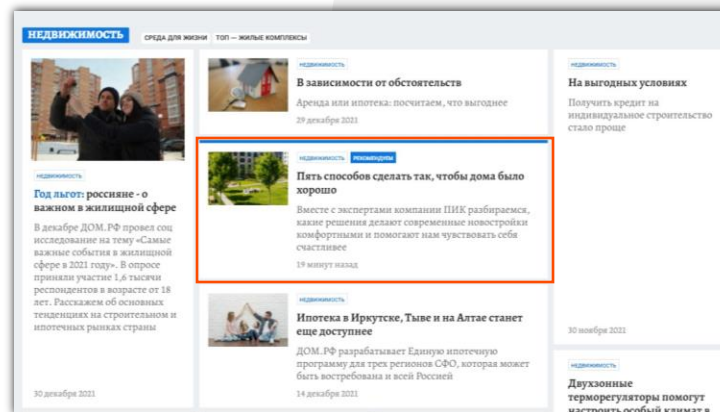 НЕДВИЖИМОСТЬ
СРЕДА ДЛЯ ЖИЗНИ
ТОП — ЖИЛЫЕ КОМПЛЕКСЫ
НЕДВИЖИМОСТЬ
Год льгот: россияне - о
важном в жилищной сфере
В декабре ДОМ.РФ провел соц
исследование на тему «Самые
важные события в жилищной
сфере в 2021 году». В опросе
приняли участие 1,6 тысячи
респондентов в возрасте от 18
лет. Расскажем об основных
тенденциях на строительном и
ипотечных рынках страны
30 декабря 2021
НЕДВИЖИМОСТЬ
В зависимости от обстоятельств
Аренда или ипотека: посчитаем, что выгоднее
29 декабря 2021
НЕДВИЖИМОСТЬ
РЕКОМЕНДУЕМ
Пять способов сделать так, чтобы дома было
хорошо
Вместе с экспертами компании ПИК разбираемся,
какие решения делают современные новостройки
комфортными и помогают нам чувствовать себя
счастливее
19 минут назад
НЕДВИЖИМОСТЬ
Ипотека в Иркутске, Тыве и на Алтае станет
еще доступнее
ДОМ.РФ разрабатывает Единую ипотечную
программу для трех регионов СФО, которая может
быть востребована и всей Россией
14 декабря 2021
НЕДВИЖИМОСТЬ
На выгодных условиях
Получить кредит на
индивидуальное строительство
стало проще
30 ноября 2021
НЕДВИЖИМОСТЬ
Двухзонные
терморегуляторы помогут
настроить особый климат в